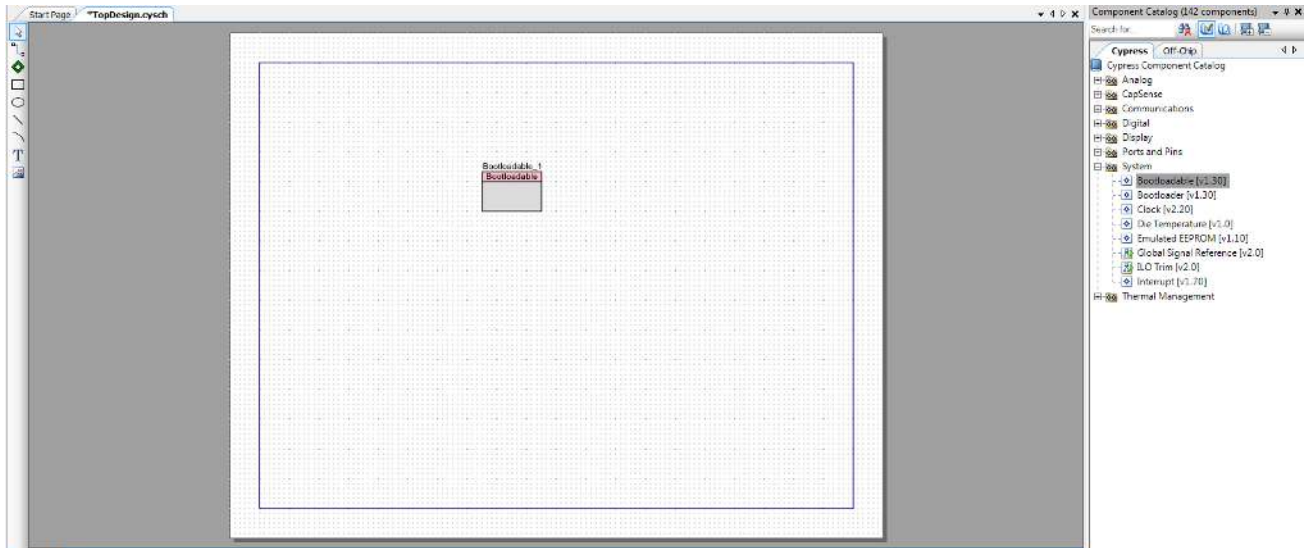 Start Page
*TopDesign.cysch
Component Catalog (142 components)
Search for...
Cypress
Off-Chip
Cypress Component Catalog
Analog
CapSense
Communications
Digital
Display
Ports and Pins
System
Bootloadable [v1.30]
Bootloader [v1.30]
Clock [v2.20]
Die Temperature [v2.0]
Emulated EEPROM [v1.10]
Global Signal Reference [v2.0]
ILO Trim [v2.0]
Interrupt [v1.70]
Thermal Management
Bootloadable_1
Bootloadable
T